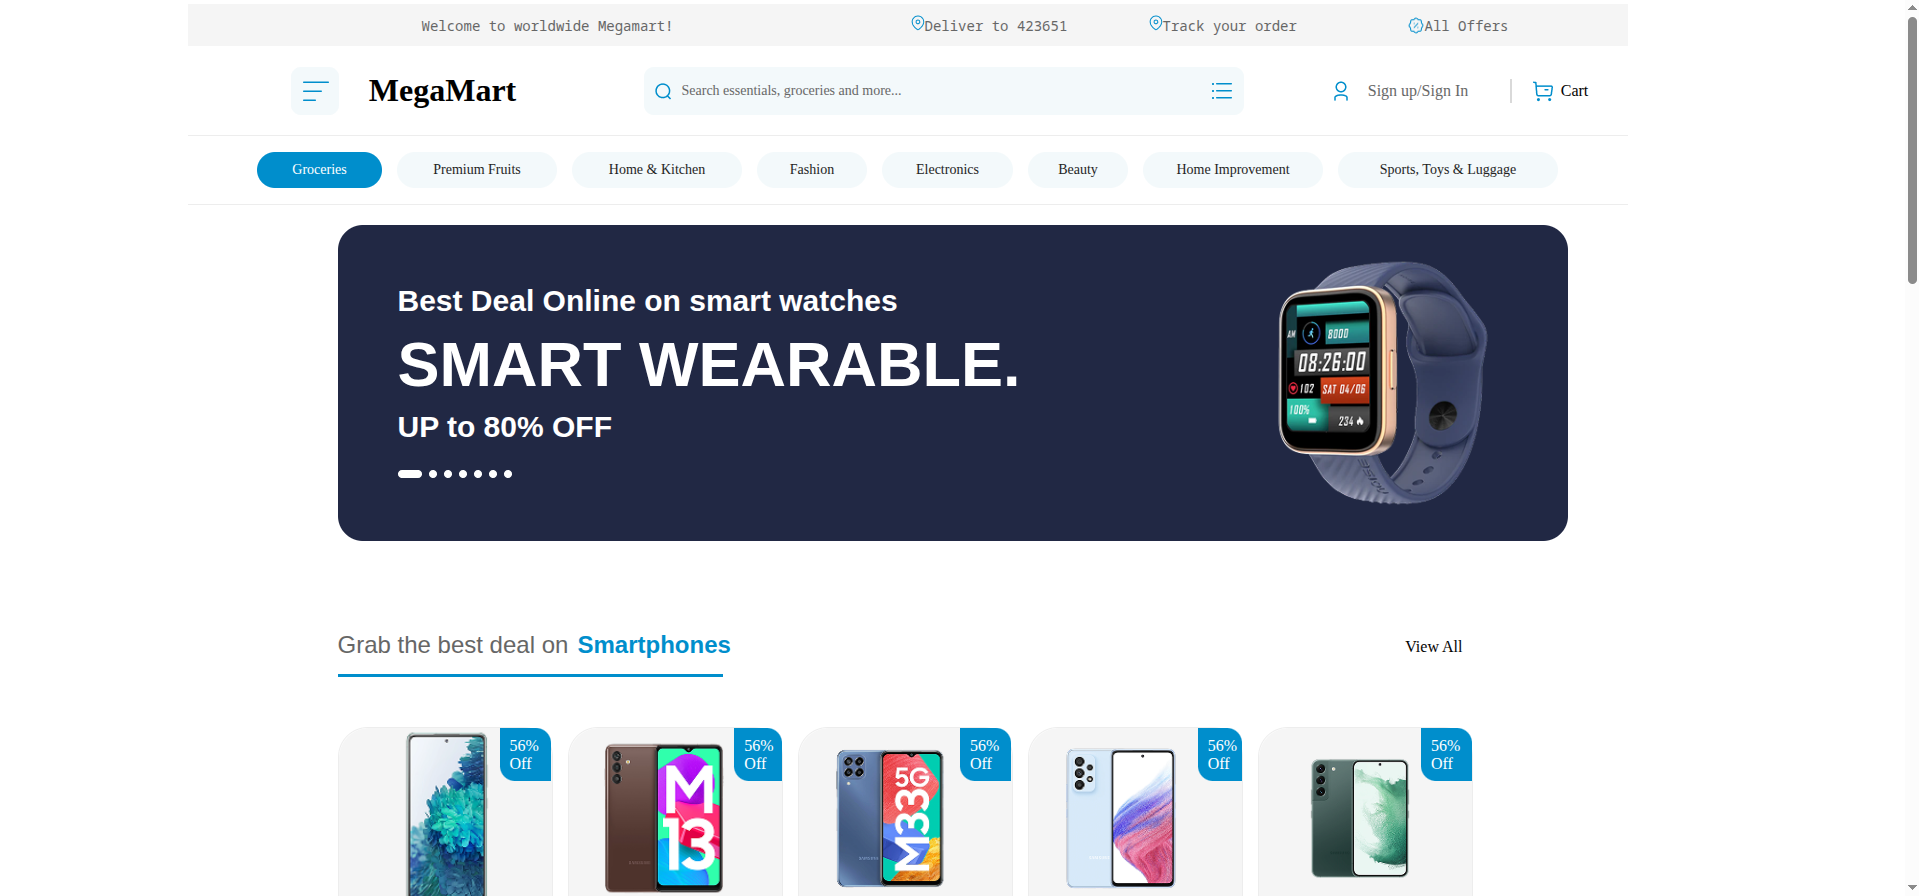 Welcome to worldwide Megamart!
Deliver to 423651
Track your order
All Offers
MegaMart
Search essentials, groceries and more...
Sign up/Sign In
Cart
Groceries
Premium Fruits
Home & Kitchen
Fashion
Electronics
Beauty
Home Improvement
Sports, Toys & Luggage
Best Deal Online on smart watches
SMART WEARABLE.
UP to 80% OFF
AM
8000
08:26:00
102
SAT 04/06
100%
234
Grab the best deal on Smartphones
View All
56%
Off
56%
Off
56%
Off
56%
Off
56%
Off
M
13
M33 5G